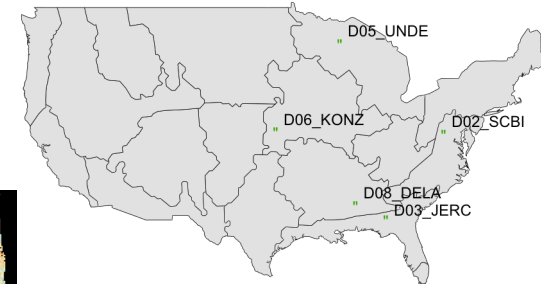 D05_UNDE
D06_KONZ
D02_SCBI
D08_DELA
D03_JERC